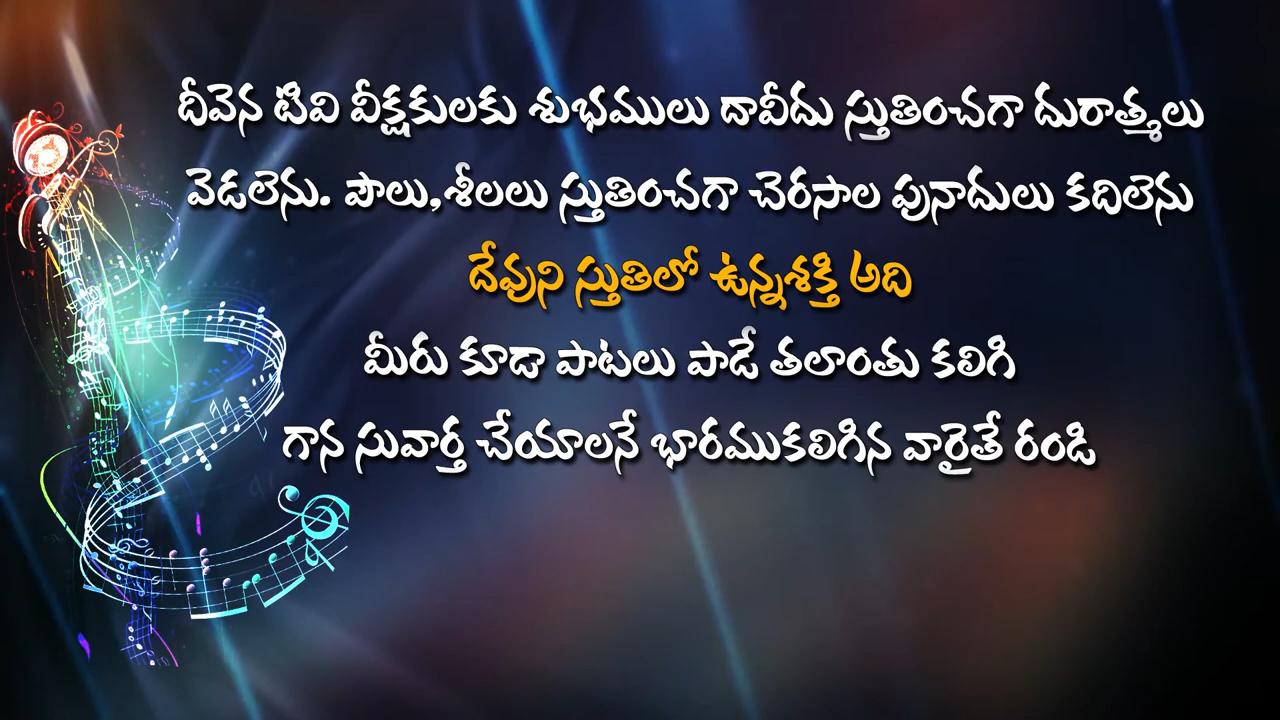 దీవెన టివి వీక్షకులకు శుభములు దావీదు స్తుతించగా దురాత్మలు
వెడలెను. పౌలు,శీలలు స్తుతించగా చెరసాల పునాదులు కదిలెను
దేవుని స్తుతిలో ఉన్నశక్తి అది
మీరు కూడా పాటలు పాడే తలాంతు కలిగి
గాన సువార్త చేయాలనే భారముకలిగిన వారైతే రండి